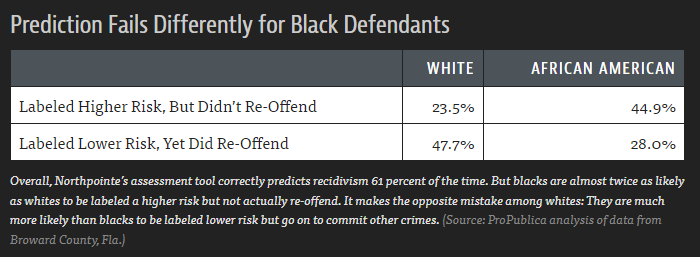 Prediction Fails Differently for Black Defendants
WHITE AFRICAN AMERICAN
Labeled Higher Risk, But Didn’t Re-Offend 23.5% 44.9%
Labeled Lower Risk, Yet Did Re-Offend 47.7% 28.0%
Overall, Northpointe’s assessment tool correctly predicts recidivism 61 percent of the time. But blacks are almost twice as likely
as whites to be labeled a higher risk but not actually re-offend. It makes the opposite mistake among whites: They are much
more likely than blacks to be labeled lower risk but go on to commit other crimes. (Source: ProPublica analysis of data from
Broward County, Fla.)